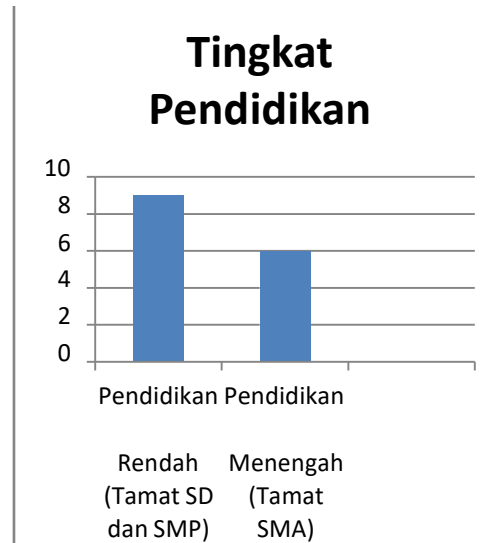 Tingkat
Pendidikan
10
8
6
4
2
0
Pendidikan Pendidikan
Rendah Menengah
(Tamat SD (Tamat
dan SMP) SMA)